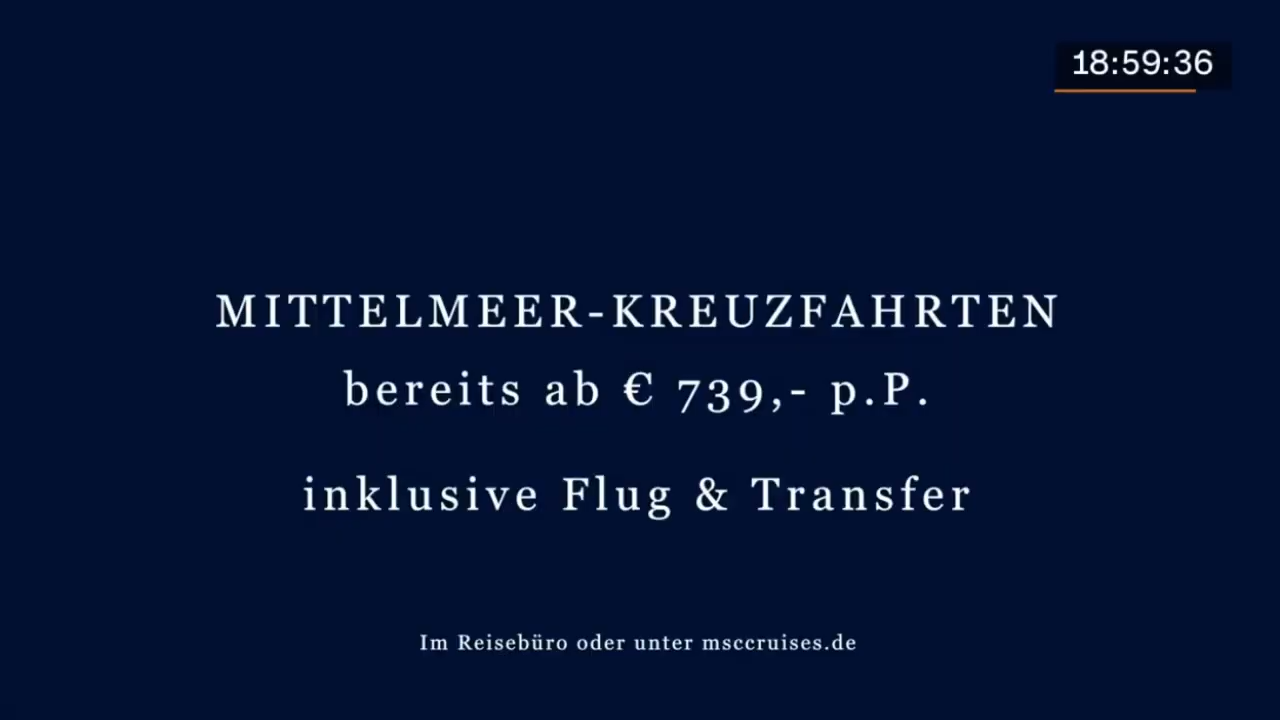 18:59:36
MITTELMEER-KREUZFAHRTEN
bereits ab € 739,- p.P.
inklusive Flug & Transfer
Im Reisebüro oder unter msccruises.de